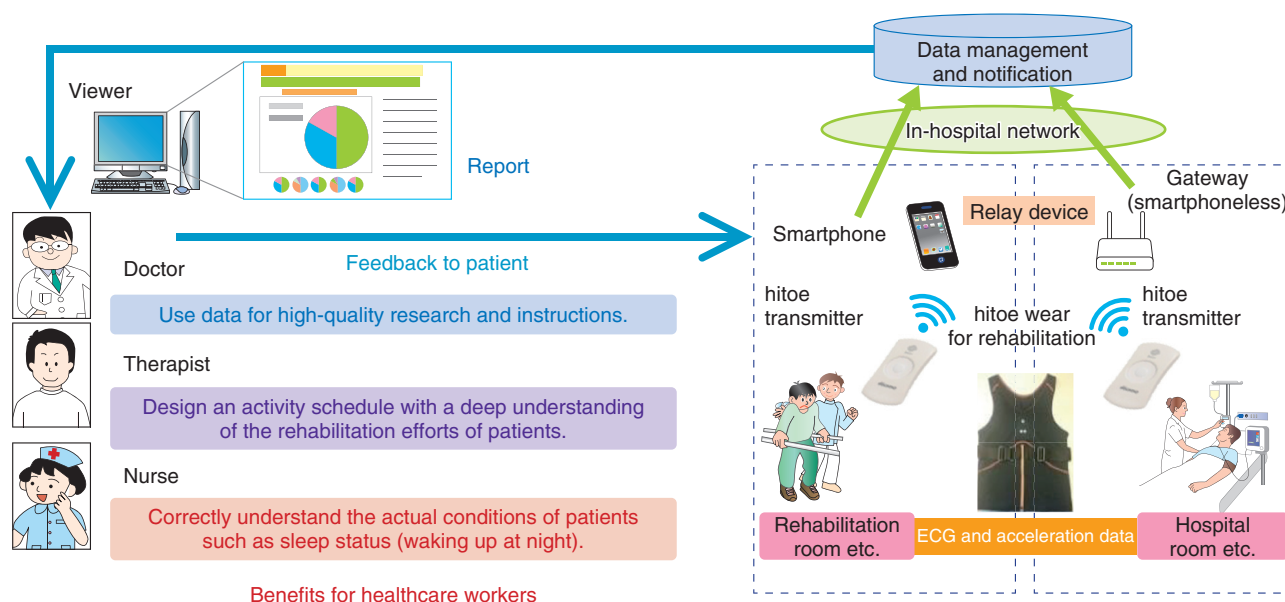 Data management
and notification
In-hospital network
Viewer
Report
Gateway
(smartphoneless)
Relay device
Smartphone
Feedback to patient
Doctor
Use data for high-quality research and instructions.
hitoe
transmitter
hitoe wear
for rehabilitation
hitoe
transmitter
Therapist
Design an activity schedule with a deep understanding
of the rehabilitation efforts of patients.
Nurse
Correctly understand the actual conditions of patients
such as sleep status (waking up at night).
Rehabilitation
room etc.
ECG and acceleration data
Hospital
room etc.
Benefits for healthcare workers